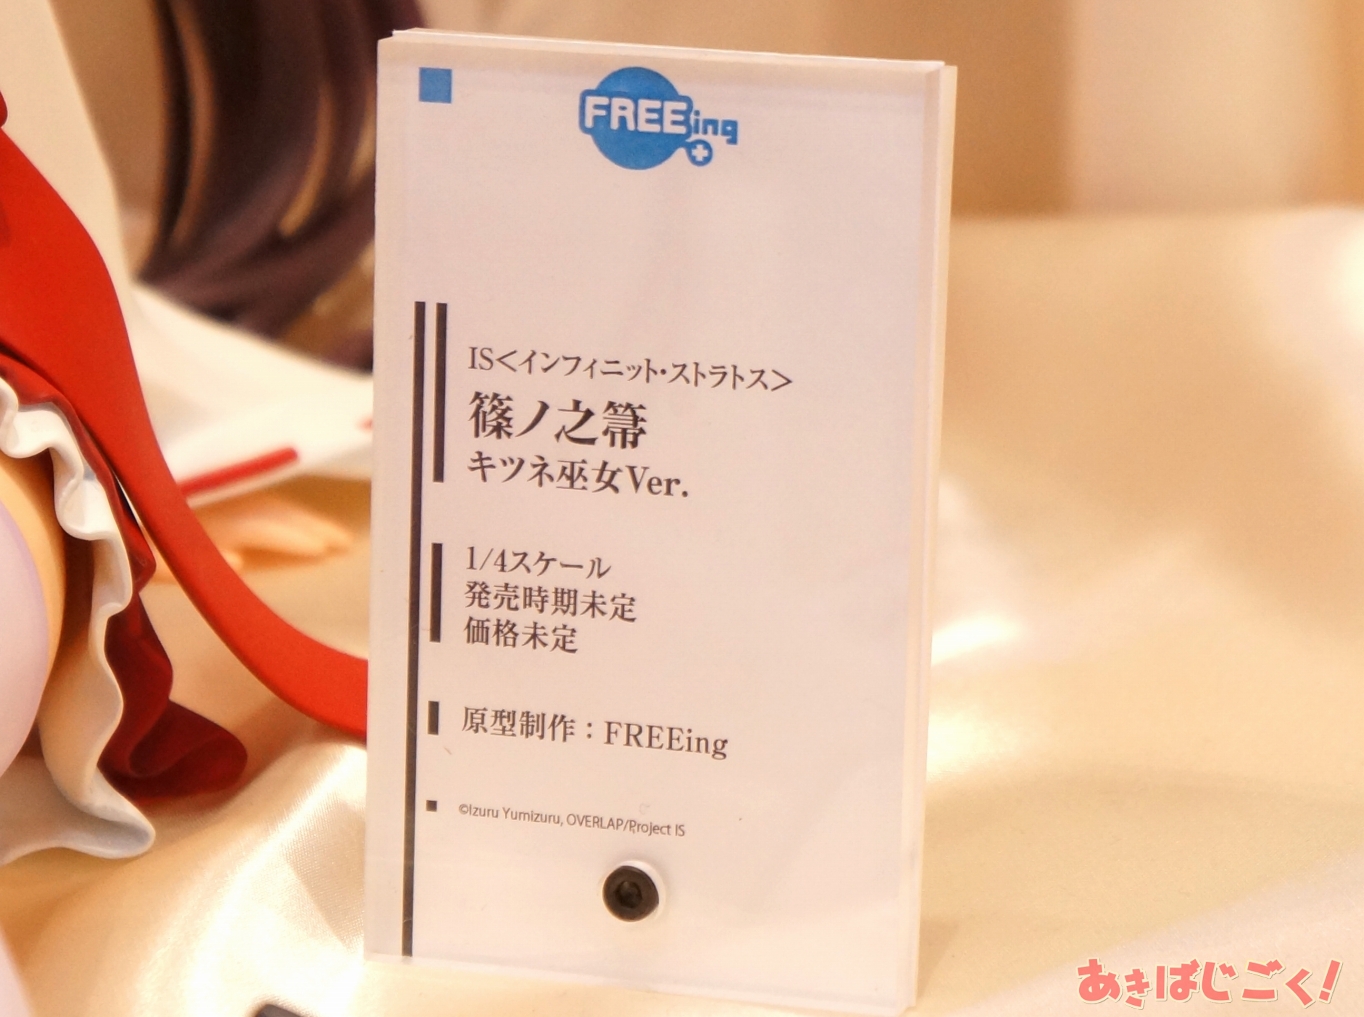 FREEing
IS<インフィニット・ストラトス>
篠ノ之箒
キツネ巫女Ver.
1/4スケール
発売時期未定
価格未定
原型制作：FREEing
©Izuru Yumizuru, OVERLAP/Project IS
あきばじごく!